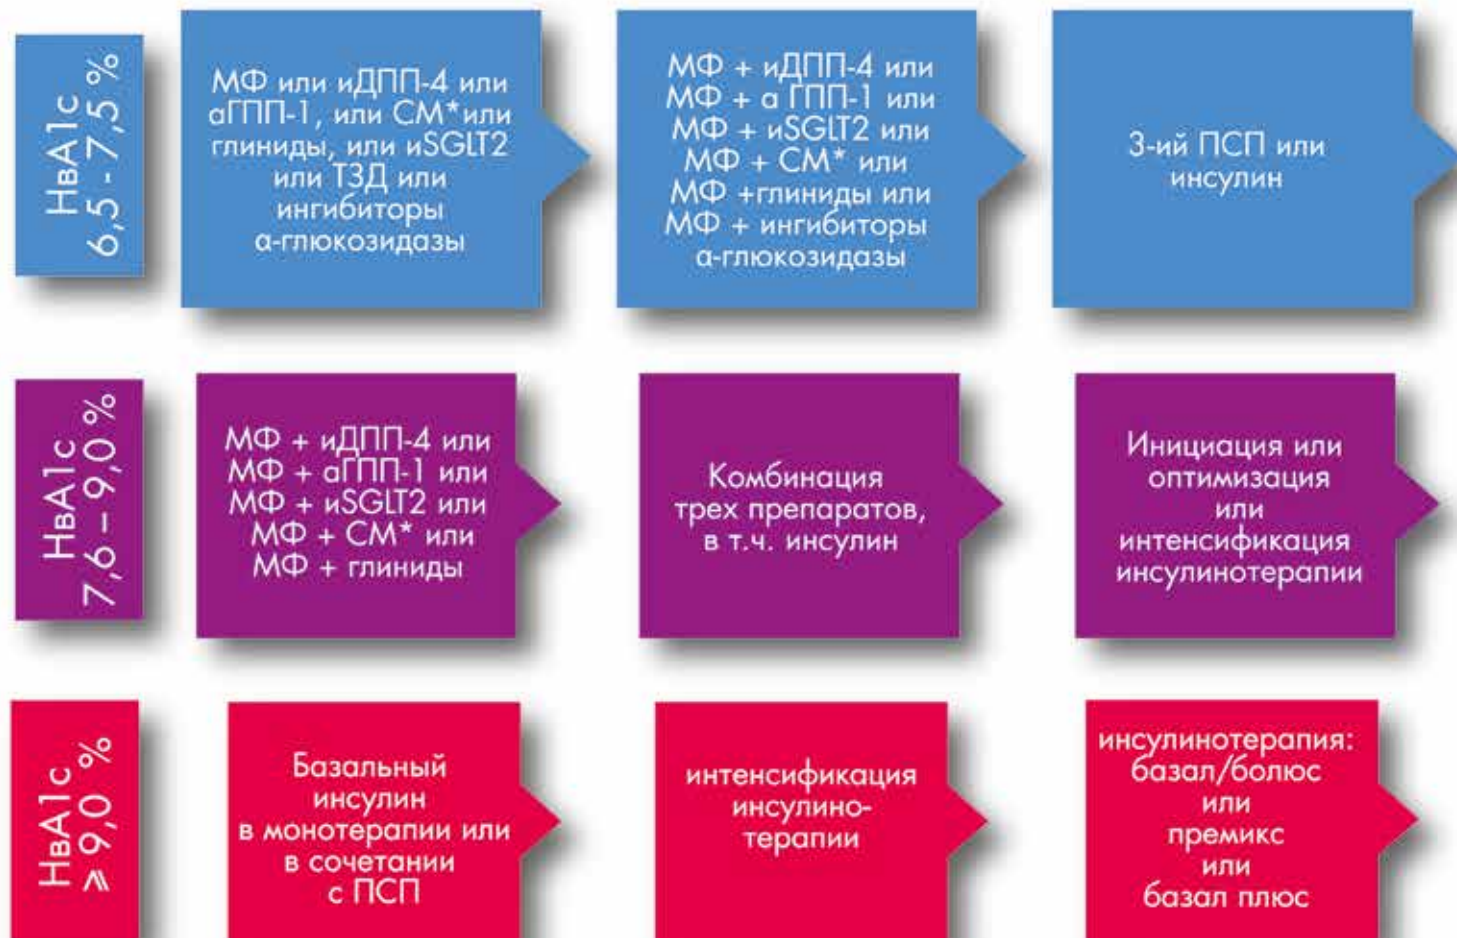 НвА1с
6,5 - 7,5 %
МФ или иДПП-4 или
аГПП-1, или СМ*или
глиниды, или иSGLT2
или ТЗД или
ингибиторы
α-глюкозидазы
МФ + иДПП-4 или
МФ + а ГПП-1 или
МФ + иSGLT2 или
МФ + СМ* или
МФ +глиниды или
МФ + ингибиторы
α-глюкозидазы
3-ий ПСП или
инсулин
НвА1с
7,6 – 9,0 %
МФ + иДПП-4 или
МФ + аГПП-1 или
МФ + иSGLT2 или
МФ + СМ* или
МФ + глиниды
Комбинация
трех препаратов,
в т.ч. инсулин
Инициация или
оптимизация
или
интенсификация
инсулинотерапии
НвА1с
⩾ 9,0 %
Базальный
инсулин
в монотерапии или
в сочетании
с ПСП
интенсификация
инсулино-
терапии
инсулинотерапия:
базал/болюс
или
премикс
или
базал плюс